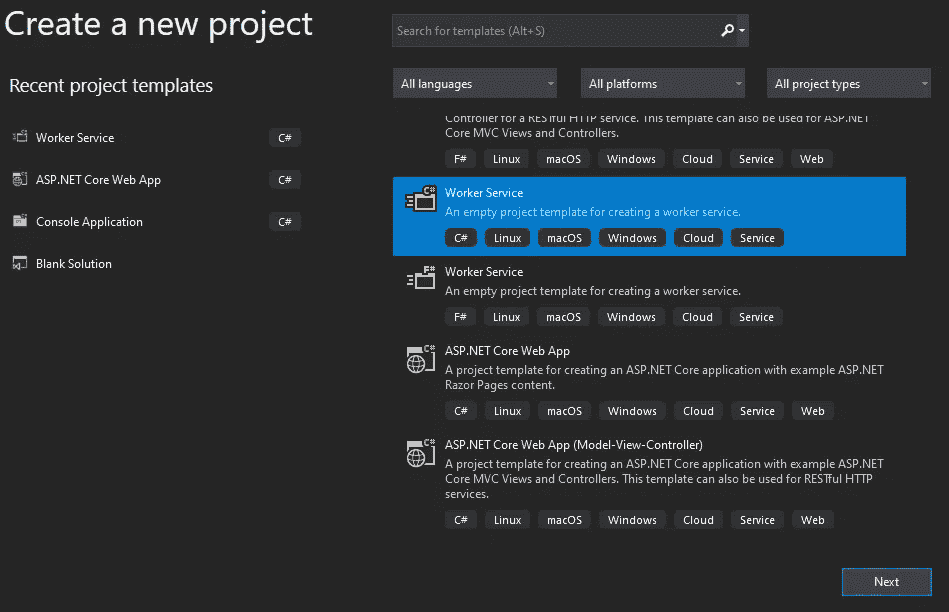 Create a new project
Search for templates (Alt+S)
Recent project templates
All languages
All platforms
All project types
Worker Service
C#
ASP.NET Core Web App
C#
Console Application
C#
Blank Solution
Controller for a RESTful HTTP service. This template can also be used for ASP.NET
Core MVC Views and Controllers.
F# Linux macOS Windows Cloud Service Web
C#
Worker Service
An empty project template for creating a worker service.
C# Linux macOS Windows Cloud Service
F#
Worker Service
An empty project template for creating a worker service.
F# Linux macOS Windows Cloud Service
C#
ASP.NET Core Web App
A project template for creating an ASP.NET Core application with example ASP.NET
Razor Pages content.
C# Linux macOS Windows Cloud Service Web
C#
ASP.NET Core Web App (Model-View-Controller)
A project template for creating an ASP.NET Core application with example ASP.NET
Core MVC Views and Controllers. This template can also be used for RESTful HTTP
services.
C# Linux macOS Windows Cloud Service Web
Next